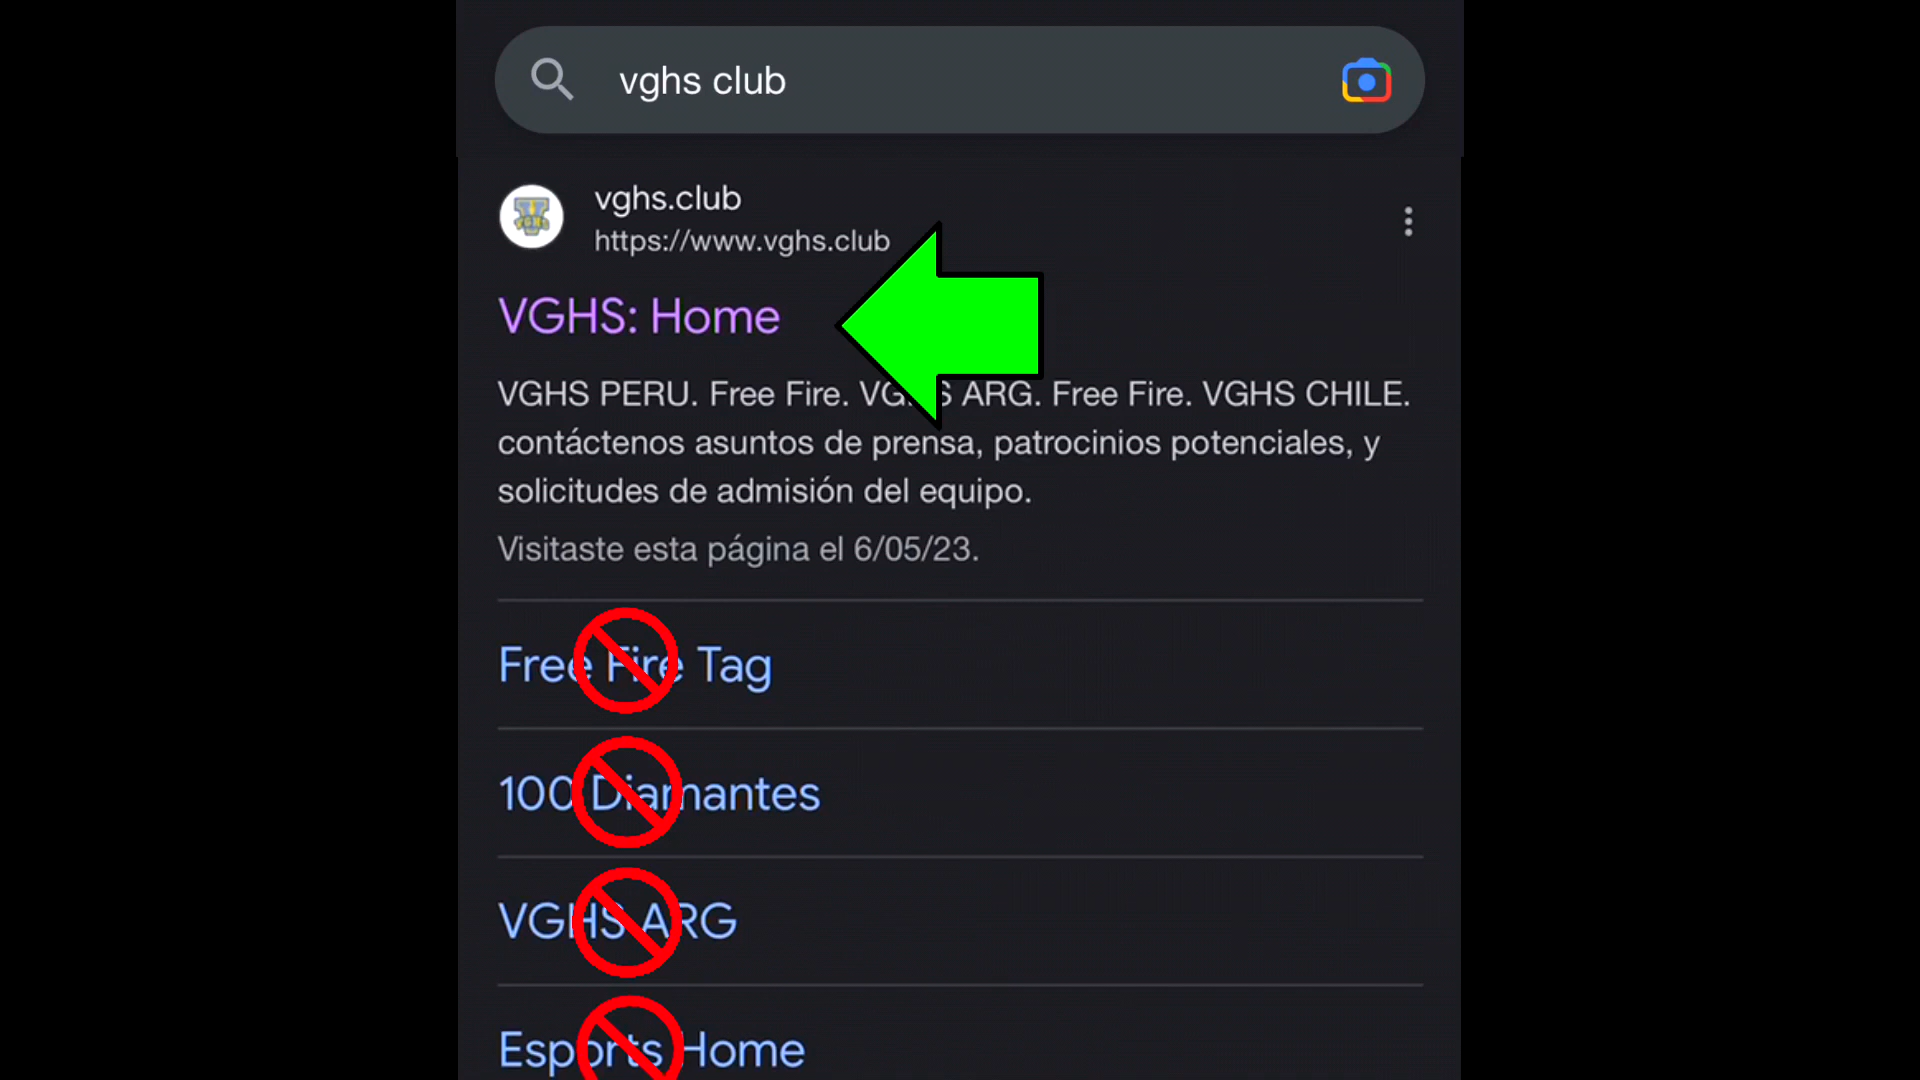 vghs club
vghs.club
https://www.vghs.club
VGHS: Home
VGHS PERU. Free Fire. VGHS ARG. Free Fire. VGHS CHILE.
contáctenos asuntos de prensa, patrocinios potenciales, y
solicitudes de admisión del equipo.
Visitaste esta página el 6/05/23.
Free Fire Tag
100 Diamantes
VGHS ARG
Esports Home